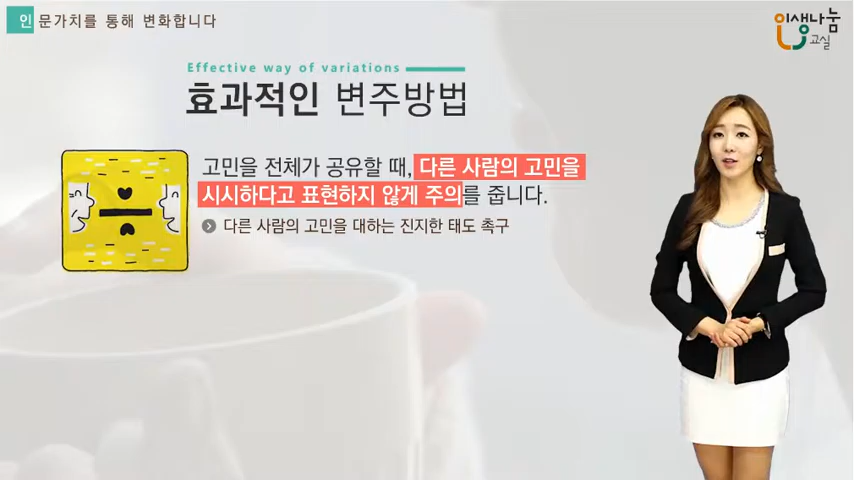 인문가치를 통해 변화합니다
인생나눔
교실
Effective way of variations
효과적인 변주방법
고민을 전체가 공유할 때, 다른 사람의 고민을
시시하다고 표현하지 않게 주의를 줍니다.
다른 사람의 고민을 대하는 진지한 태도 촉구